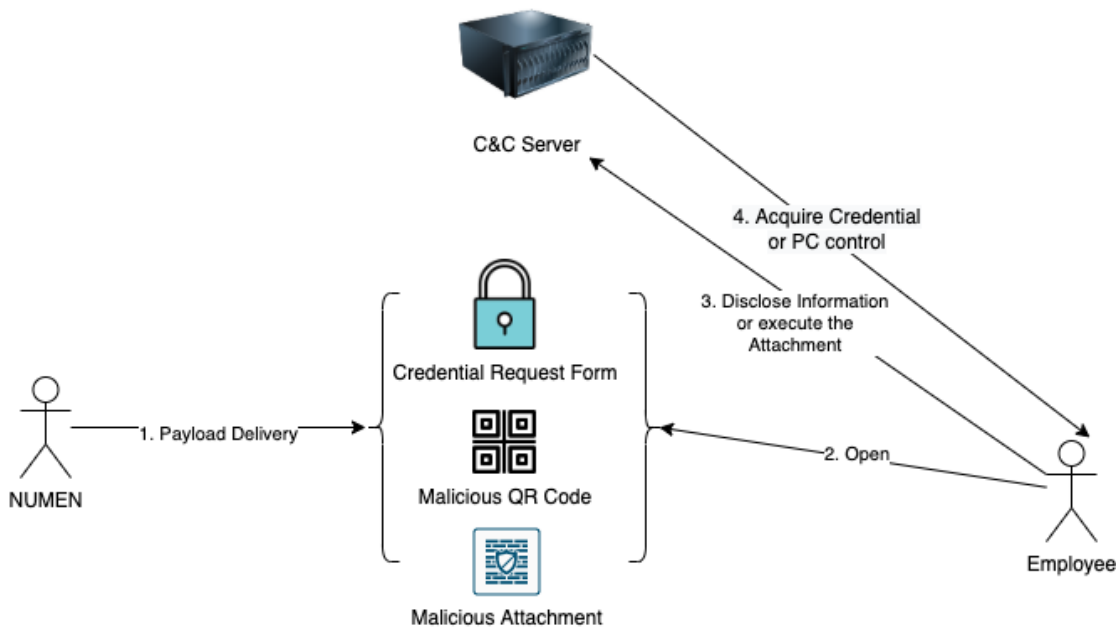 C&C Server
4. Acquire Credential
or PC control
3. Disclose Information
or execute the
Attachment
Credential Request Form
1. Payload Delivery
2. Open
NUMEN
Malicious QR Code
Employee
Malicious Attachment